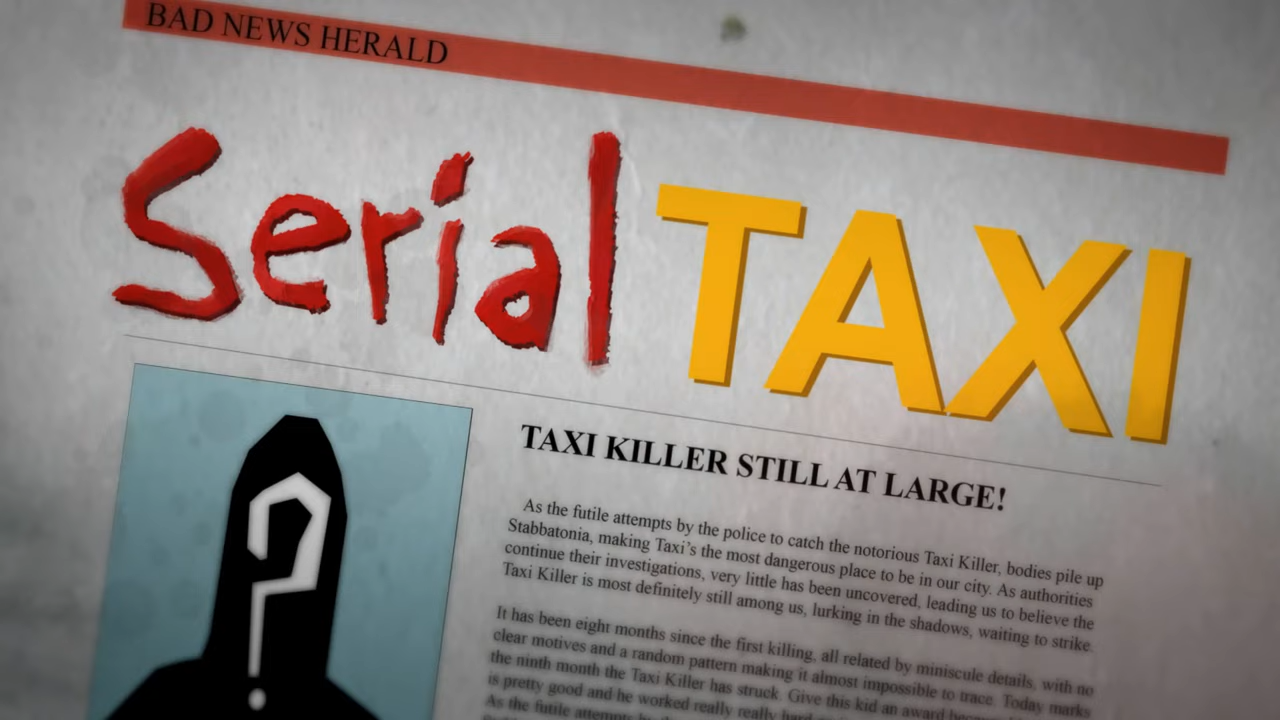 BAD NEWS HERALD
Serial TAXI
TAXI KILLER STILL AT LARGE!
As the futile attempts by the police to catch the notorious Taxi Killer, bodies pile up
Stabbatonia, making Taxi's the most dangerous place to be in our city. As authorities
continue their investigations, very little has been uncovered, leading us to believe the
Taxi Killer is most definitely still among us, lurking in the shadows, waiting to strike.
It has been eight months since the first killing, all related by miniscule details, with no
clear motives and a random pattern making it almost impossible to trace. Today marks
the ninth month the Taxi Killer has struck. Give this kid an award because
is pretty good and he worked really really hard
As the futile attempts by the